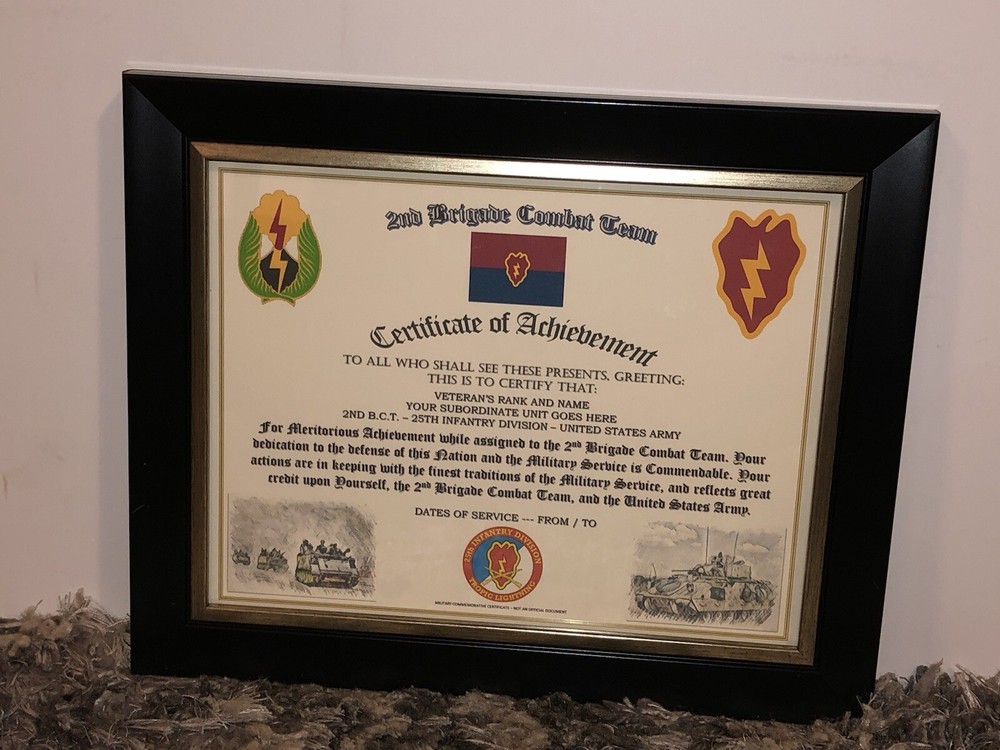 2nd Brigade Combat Team
Certificate of Achievement
TO ALL WHO SHALL SEE THESE PRESENTS, GREETING:
THIS IS TO CERTIFY THAT:
VETERAN'S RANK AND NAME
YOUR SUBORDINATE UNIT GOES HERE
2ND B.C.T. – 25TH INFANTRY DIVISION – UNITED STATES ARMY
For Meritorious Achievement while assigned to the 2nd Brigade Combat Team. Your
dedication to the defense of this Nation and the Military Service is Commendable. Your
actions are in keeping with the finest traditions of the Military Service, and reflects great
credit upon Yourself, the 2nd Brigade Combat Team, and the United States Army.
DATES OF SERVICE --- FROM / TO
25th INFANTRY DIVISION
TROPIC LIGHTNING
MILITARY COMMEMORATIVE CERTIFICATE - NOT AN OFFICIAL DOCUMENT